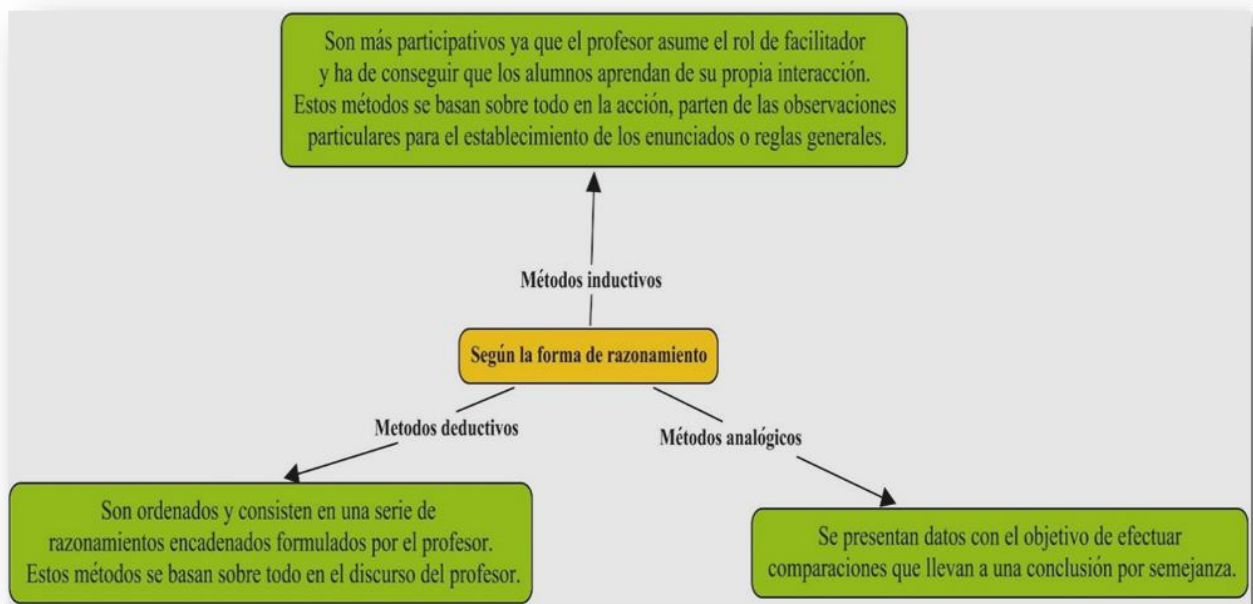 Son más participativos ya que el profesor asume el rol de facilitador
y ha de conseguir que los alumnos aprendan de su propia interacción.
Estos métodos se basan sobre todo en la acción, parten de las observaciones
particulares para el establecimiento de los enunciados o reglas generales.
Métodos inductivos
Según la forma de razonamiento
Metodos deductivos
Métodos analógicos
Son ordenados y consisten en una serie de
razonamientos encadenados formulados por el profesor.
Estos métodos se basan sobre todo en el discurso del profesor.
Se presentan datos con el objetivo de efectuar
comparaciones que llevan a una conclusión por semejanza.